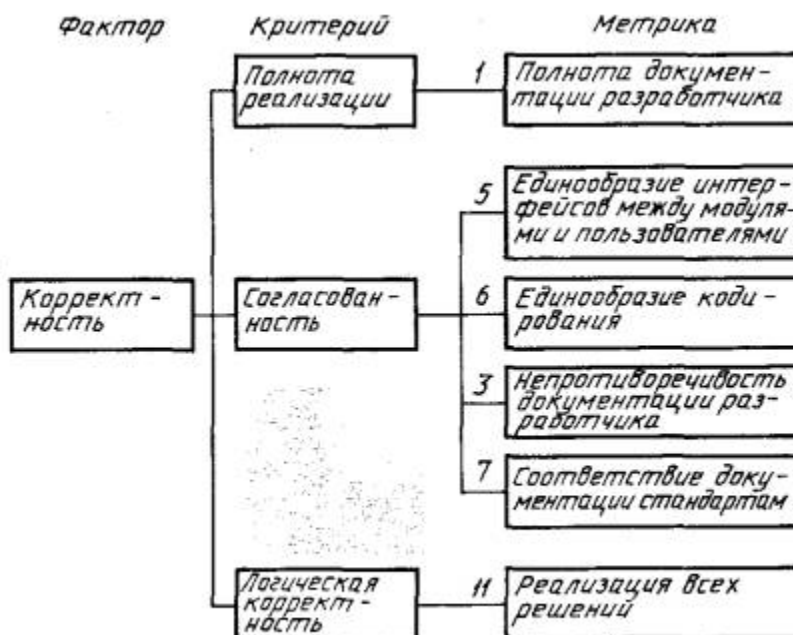 Фактор Критерий Метрика
Полнота
реализации
1
Полнота докумен-
тации разработчика
5
Единообразие интер-
фейсов между модуля-
ми и пользователями
Коррект-
ность
Согласован-
ность
6
Единообразие коди-
рования
3
Непротиворечивость
документации раз-
работчика
7
Соответствие доку-
ментации стандартам
Логическая
коррект-
ность
11
Реализация всех
решений